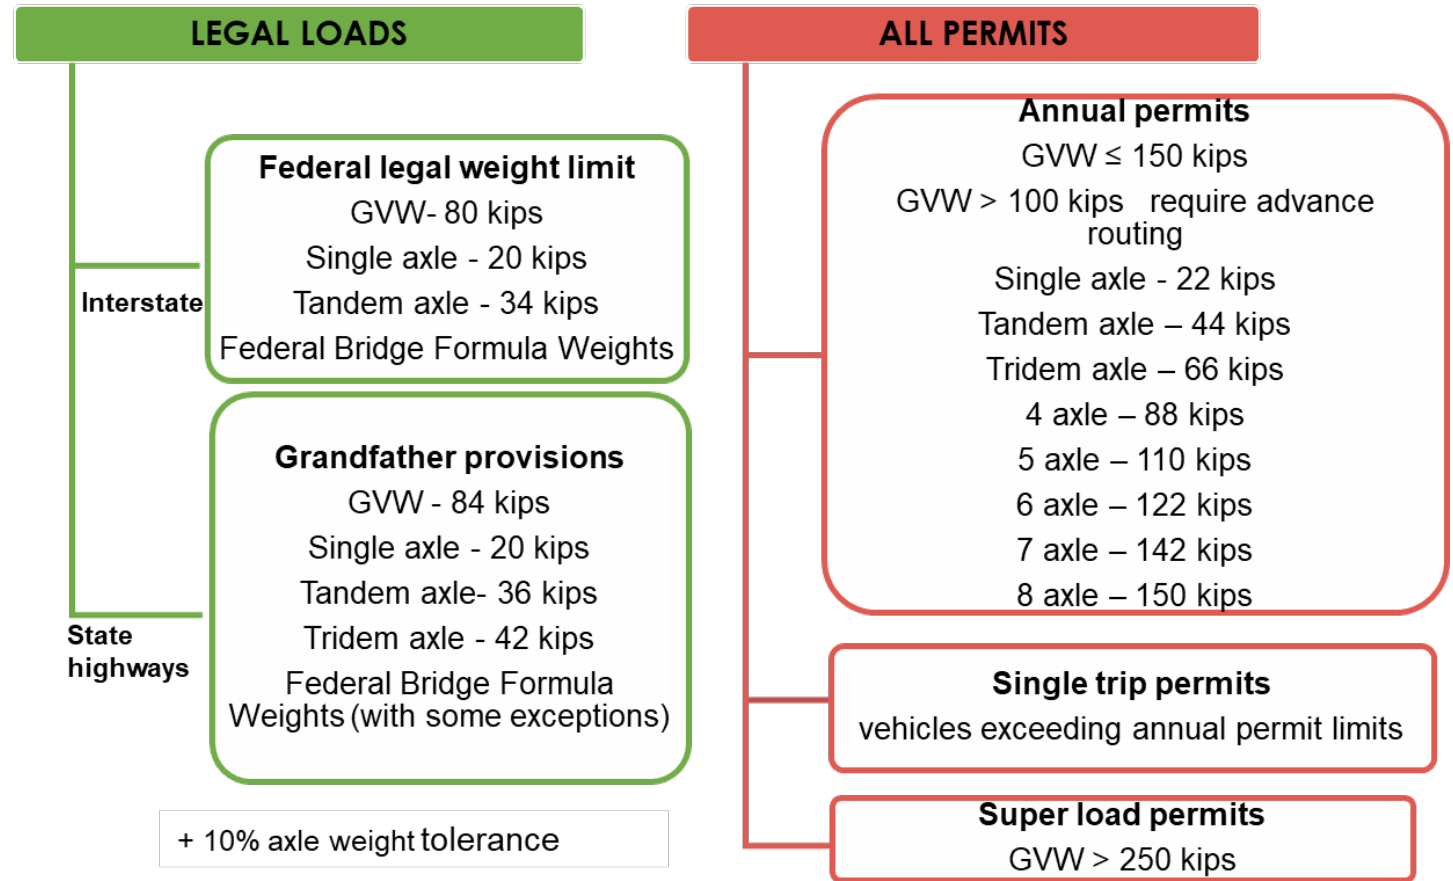 LEGAL LOADS
Interstate
Federal legal weight limit
GVW- 80 kips
Single axle - 20 kips
Tandem axle - 34 kips
Federal Bridge Formula Weights
State
highways
Grandfather provisions
GVW - 84 kips
Single axle - 20 kips
Tandem axle- 36 kips
Tridem axle - 42 kips
Federal Bridge Formula
Weights (with some exceptions)
+ 10% axle weight tolerance
ALL PERMITS
Annual permits
GVW ≤ 150 kips
GVW > 100 kips require advance
routing
Single axle - 22 kips
Tandem axle – 44 kips
Tridem axle – 66 kips
4 axle – 88 kips
5 axle – 110 kips
6 axle – 122 kips
7 axle – 142 kips
8 axle – 150 kips
Single trip permits
vehicles exceeding annual permit limits
Super load permits
GVW > 250 kips